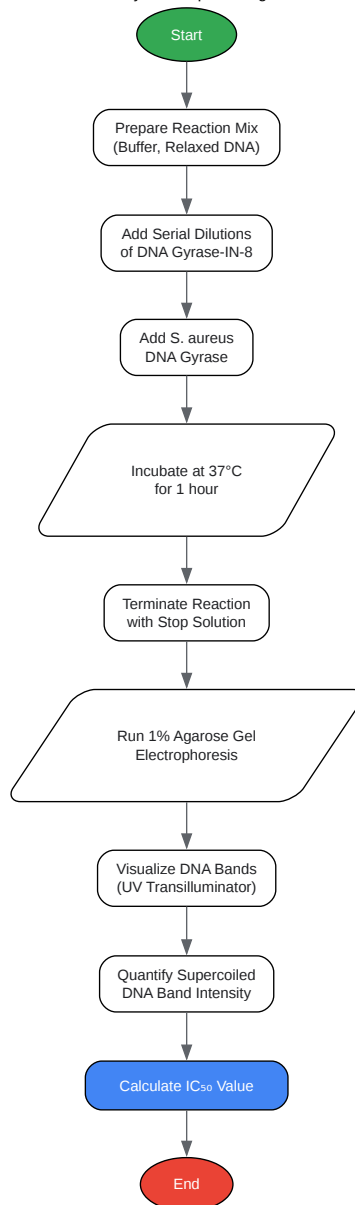 Start
Prepare Reaction Mix
(Buffer, Relaxed DNA)
Add Serial Dilutions
of DNA Gyrase-IN-8
Add S. aureus
DNA Gyrase
Incubate at 37°C
for 1 hour
Terminate Reaction
with Stop Solution
Run 1% Agarose Gel
Electrophoresis
Visualize DNA Bands
(UV Transilluminator)
Quantify Supercoiled
DNA Band Intensity
Calculate IC₅₀ Value
End